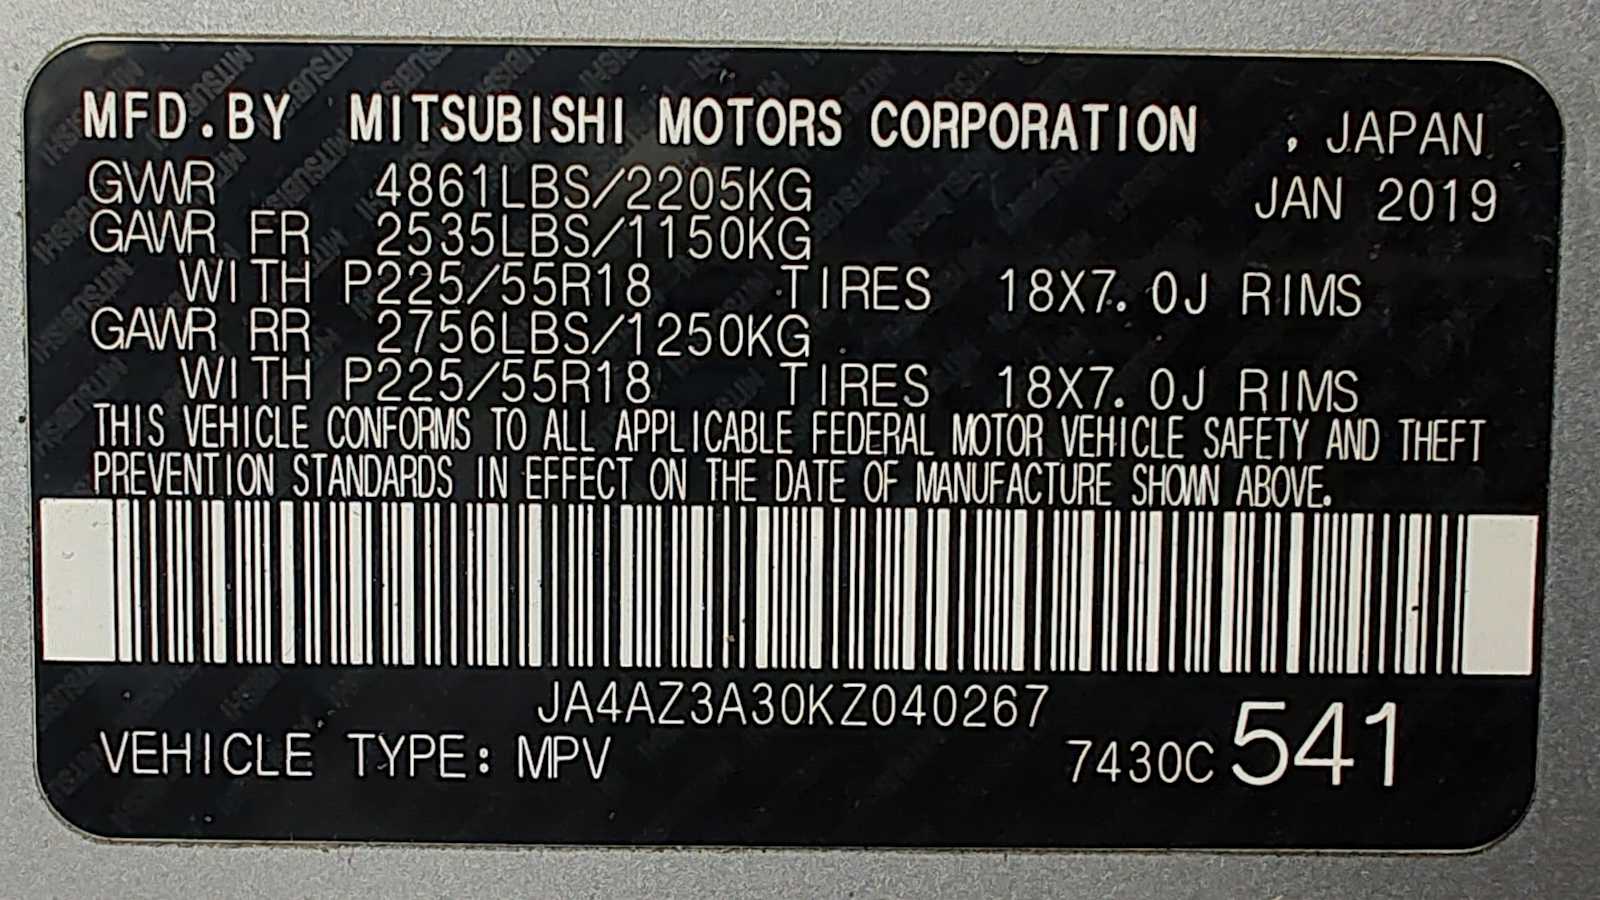 MFD.BY MITSUBISHI MOTORS CORPORATION , JAPAN
GVWR 4861LBS/2205KG JAN 2019
GAWR FR 2535LBS/1150KG
WITH P225/55R18 TIRES 18X7.0J RIMS
GAWR RR 2756LBS/1250KG
WITH P225/55R18 TIRES 18X7.0J RIMS
THIS VEHICLE CONFORMS TO ALL APPLICABLE FEDERAL MOTOR VEHICLE SAFETY AND THEFT
PREVENTION STANDARDS IN EFFECT ON THE DATE OF MANUFACTURE SHOWN ABOVE.
JA4AZ3A30KZ040267
VEHICLE TYPE: MPV 7430C 541